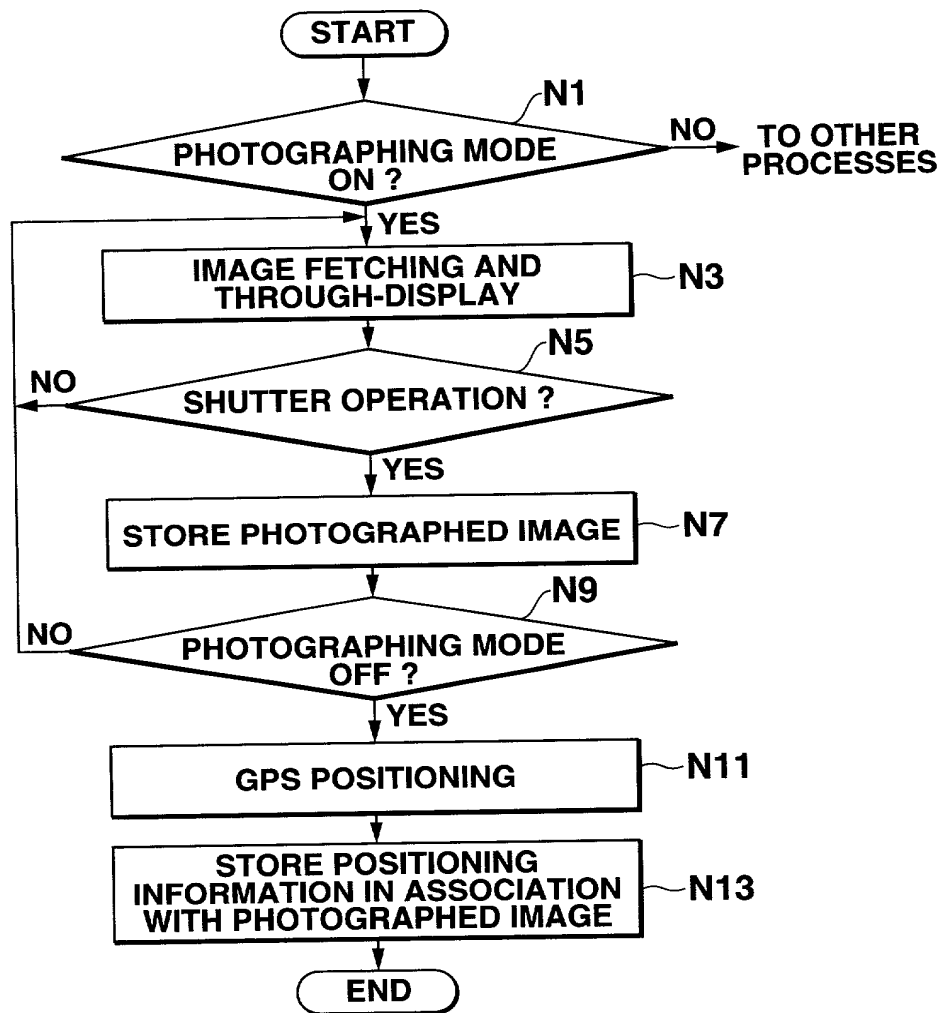 START
N1
PHOTOGRAPHING MODE
ON ?
NO
TO OTHER
PROCESSES
YES
IMAGE FETCHING AND
THROUGH-DISPLAY
N3
N5
NO
SHUTTER OPERATION ?
YES
STORE PHOTOGRAPHED IMAGE
N7
N9
NO
PHOTOGRAPHING MODE
OFF ?
YES
GPS POSITIONING
N11
STORE POSITIONING
INFORMATION IN ASSOCIATION
WITH PHOTOGRAPHED IMAGE
N13
END